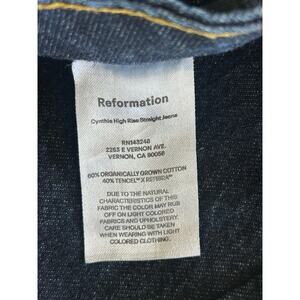 Reformation
Cynthia High Rise Straight Jeans
RN143248
2263 E VERNON AVE.
VERNON, CA 90058
60% ORGANICALLY GROWN COTTON
40% TENCEL™ X REFIBRA™
DUE TO THE NATURAL
CHARACTERISTICS OF THIS
FABRIC THE COLOR MAY RUB
OFF ON LIGHT COLORED
FABRICS AND UPHOLSTERY.
CARE SHOULD BE TAKEN
WHEN WEARING WITH LIGHT
COLORED CLOTHING.